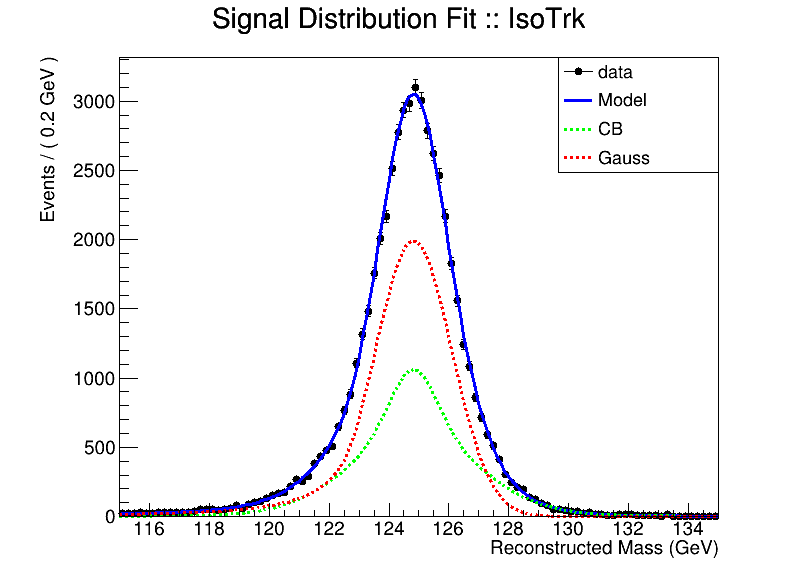 Signal Distribution Fit :: IsoTrk
Events / ( 0.2 GeV )
data
Model
CB
Gauss
3000
2500
2000
1500
1000
500
0
116 118 120 122 124 126 128 130 132 134
Reconstructed Mass (GeV)